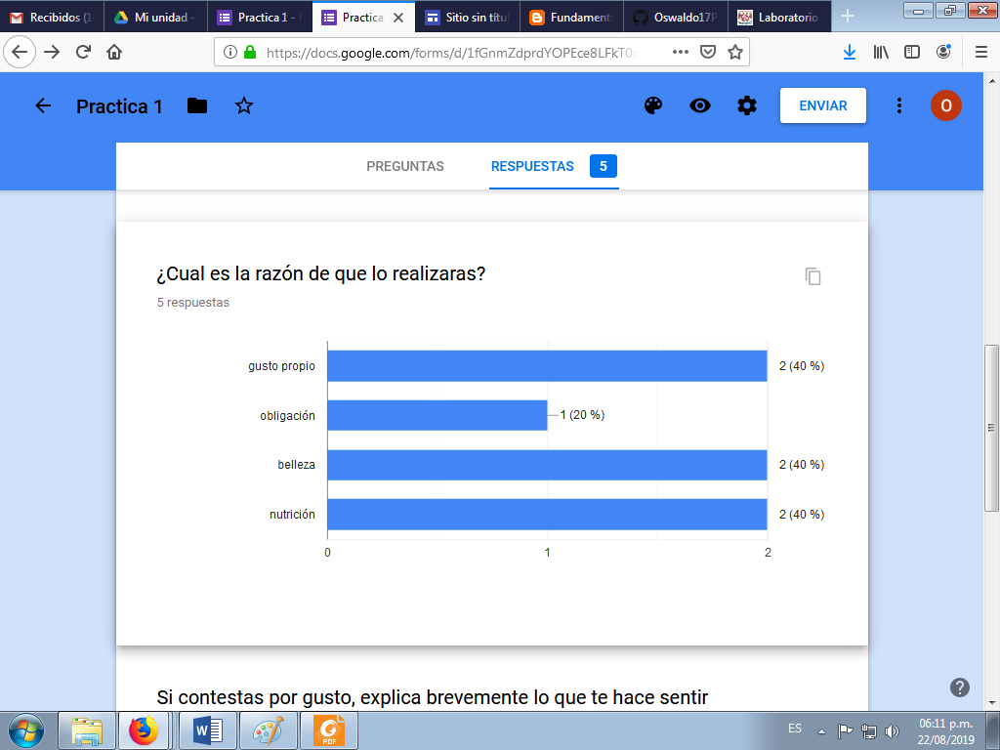 Recibidos (1
Mi unidad -
Practica 1 -
Practica
Sitio sin títul
Fundament
Oswaldo17P
Laboratorio
https://docs.google.com/forms/d/1fGnmZdprdYOPEce8LFkT0r
Practica 1
ENVIAR
O
PREGUNTAS
RESPUESTAS
5
¿Cual es la razón de que lo realizaras?
5 respuestas
gusto propio
2 (40 %)
obligación
1 (20 %)
belleza
2 (40 %)
nutrición
2 (40 %)
0
1
2
Si contestas por gusto, explica brevemente lo que te hace sentir
ES
06:11 p.m.
22/08/2019
PDF